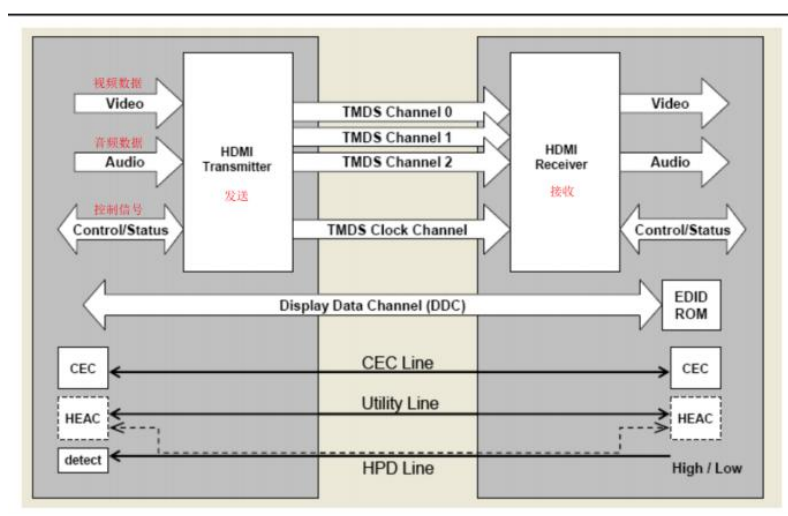 视频数据
Video
音频数据
Audio
控制信号
Control/Status
HDMI
Transmitter
发送
TMDS Channel 0
TMDS Channel 1
TMDS Channel 2
TMDS Clock Channel
HDMI
Receiver
接收
Video
Audio
Control/Status
Display Data Channel (DDC)
EDID
ROM
CEC
CEC Line
CEC
HEAC
Utility Line
HEAC
detect
HPD Line
High / Low